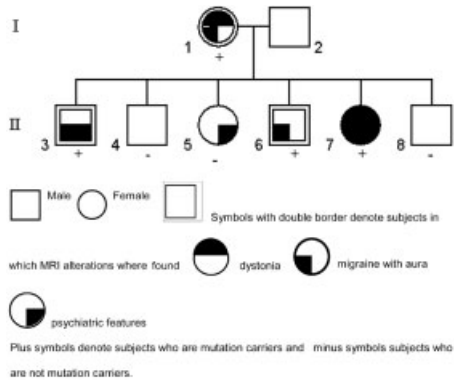 I
1 + 2
II
3 + 4 - 5 - 6 + 7 + 8 -
Male Female Symbols with double border denote subjects in
which MRI alterations where found dystonia migraine with aura
psychiatric features
Plus symbols denote subjects who are mutation carriers and minus symbols subjects who
are not mutation carriers.